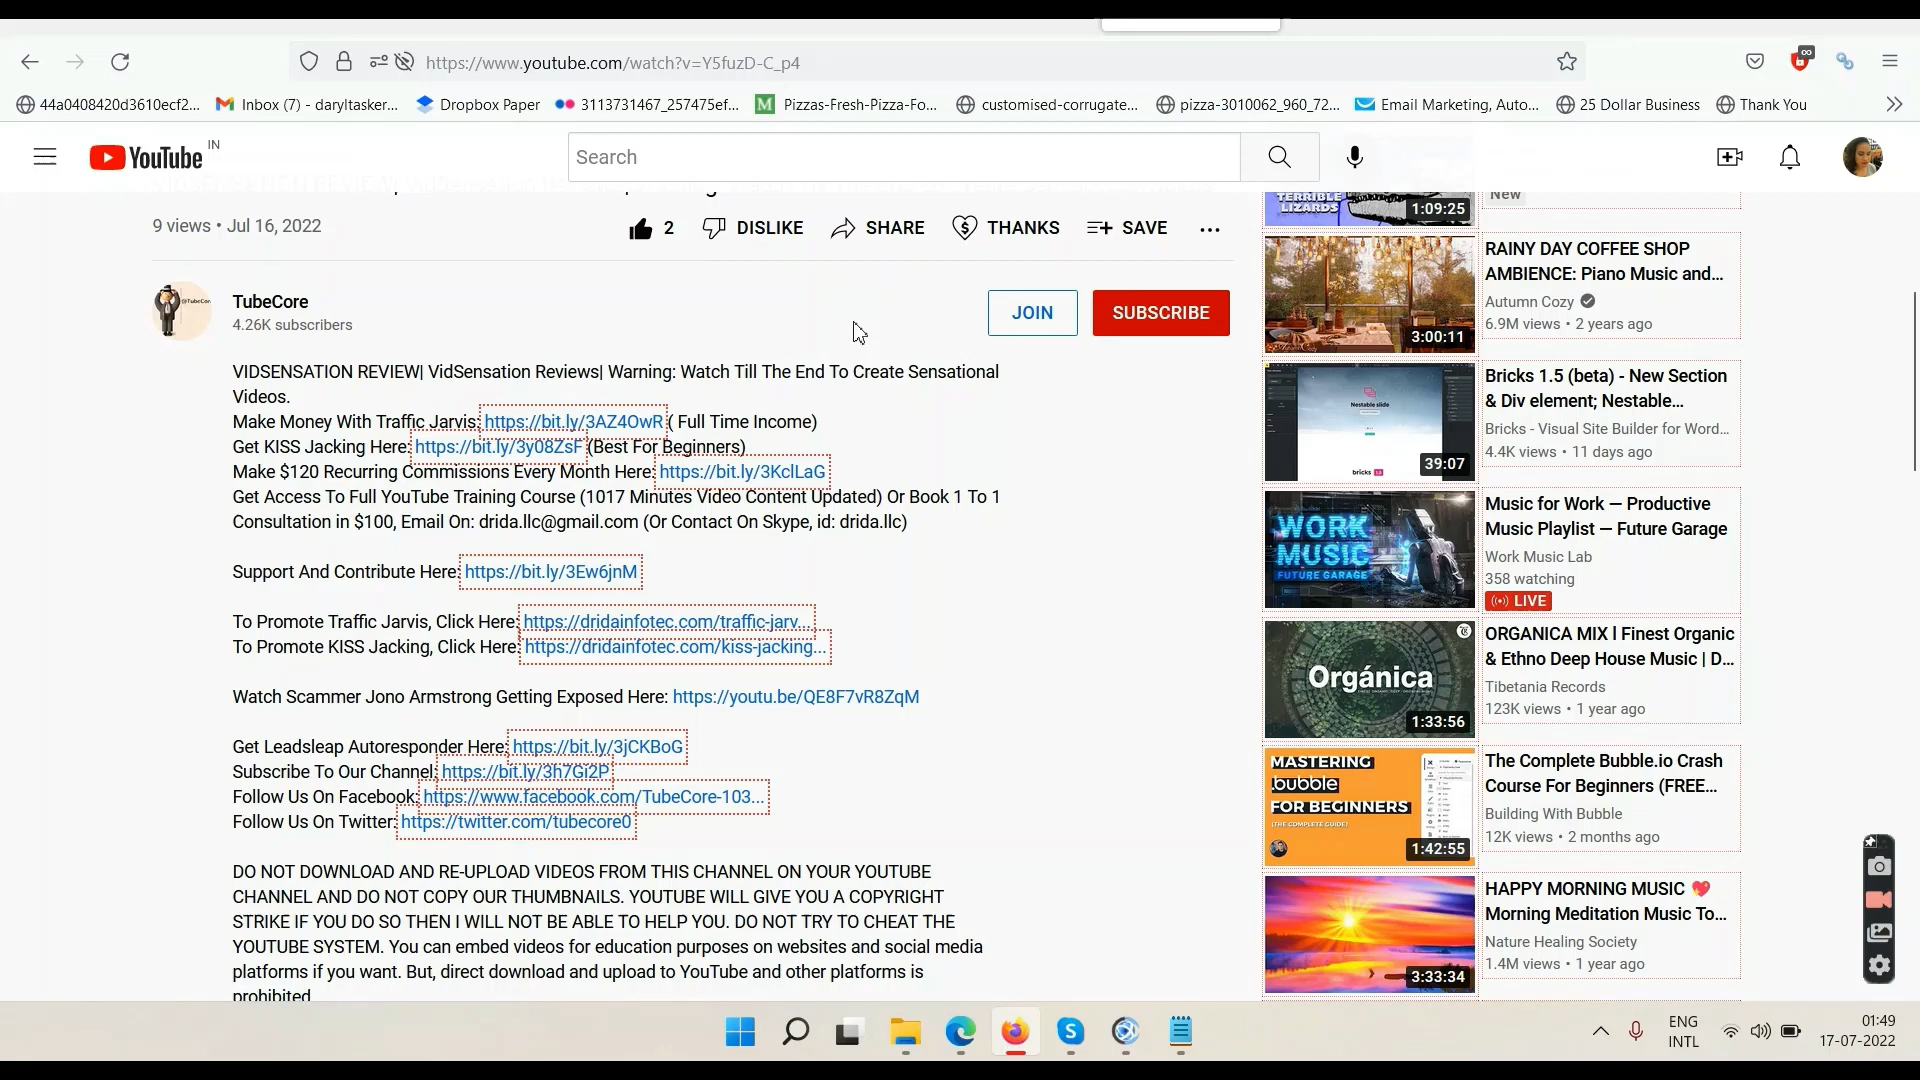 https://www.youtube.com/watch?v=Y5fuzD-C_p4
44a0408420d3610ecf2... Inbox (7) - daryltasker... Dropbox Paper 3113731467_257475ef... Pizzas-Fresh-Pizza-Fo... customised-corrugate... pizza-3010062_960_72... Email Marketing, Auto... 25 Dollar Business Thank You
YouTube IN
Search
9 views • Jul 16, 2022
2 DISLIKE SHARE THANKS SAVE ...
TubeCore
4.26K subscribers
JOIN SUBSCRIBE
VIDSENSATION REVIEW| VidSensation Reviews| Warning: Watch Till The End To Create Sensational
Videos.
Make Money With Traffic Jarvis: https://bit.ly/3AZ4OwR ( Full Time Income)
Get KISS Jacking Here: https://bit.ly/3y08ZsF (Best For Beginners)
Make $120 Recurring Commissions Every Month Here: https://bit.ly/3KclLaG
Get Access To Full YouTube Training Course (1017 Minutes Video Content Updated) Or Book 1 To 1
Consultation in $100, Email On: drida.llc@gmail.com (Or Contact On Skype, id: drida.llc)
Support And Contribute Here: https://bit.ly/3Ew6jnM
To Promote Traffic Jarvis, Click Here: https://dridainfotec.com/traffic-jarv...
To Promote KISS Jacking, Click Here: https://dridainfotec.com/kiss-jacking...
Watch Scammer Jono Armstrong Getting Exposed Here: https://youtu.be/QE8F7vR8ZqM
Get Leadsleap Autoresponder Here: https://bit.ly/3jCKBoG
Subscribe To Our Channel: https://bit.ly/3h7Gi2P
Follow Us On Facebook: https://www.facebook.com/TubeCore-103...
Follow Us On Twitter: https://twitter.com/tubecore0
DO NOT DOWNLOAD AND RE-UPLOAD VIDEOS FROM THIS CHANNEL ON YOUR YOUTUBE
CHANNEL AND DO NOT COPY OUR THUMBNAILS. YOUTUBE WILL GIVE YOU A COPYRIGHT
STRIKE IF YOU DO SO THEN I WILL NOT BE ABLE TO HELP YOU. DO NOT TRY TO CHEAT THE
YOUTUBE SYSTEM. You can embed videos for education purposes on websites and social media
platforms if you want. But, direct download and upload to YouTube and other platforms is
prohibited
TERRIBLE
LIZARDS
1:09:25
New
3:00:11
RAINY DAY COFFEE SHOP
AMBIENCE: Piano Music and...
Autumn Cozy
6.9M views • 2 years ago
Nestable slide
bricks 1.5
39:07
Bricks 1.5 (beta) - New Section
& Div element; Nestable...
Bricks - Visual Site Builder for Word...
4.4K views • 11 days ago
WORK
MUSIC
FUTURE GARAGE
Music for Work — Productive
Music Playlist — Future Garage
Work Music Lab
358 watching
LIVE
Orgánica
1:33:56
ORGANICA MIX l Finest Organic
& Ethno Deep House Music | D...
Tibetania Records
123K views • 1 year ago
MASTERING
.bubble
FOR BEGINNERS
(THE COMPLETE GUIDE)
1:42:55
The Complete Bubble.io Crash
Course For Beginners (FREE...
Building With Bubble
12K views • 2 months ago
3:33:34
HAPPY MORNING MUSIC 💖
Morning Meditation Music To...
Nature Healing Society
1.4M views • 1 year ago
ENG
INTL
01:49
17-07-2022